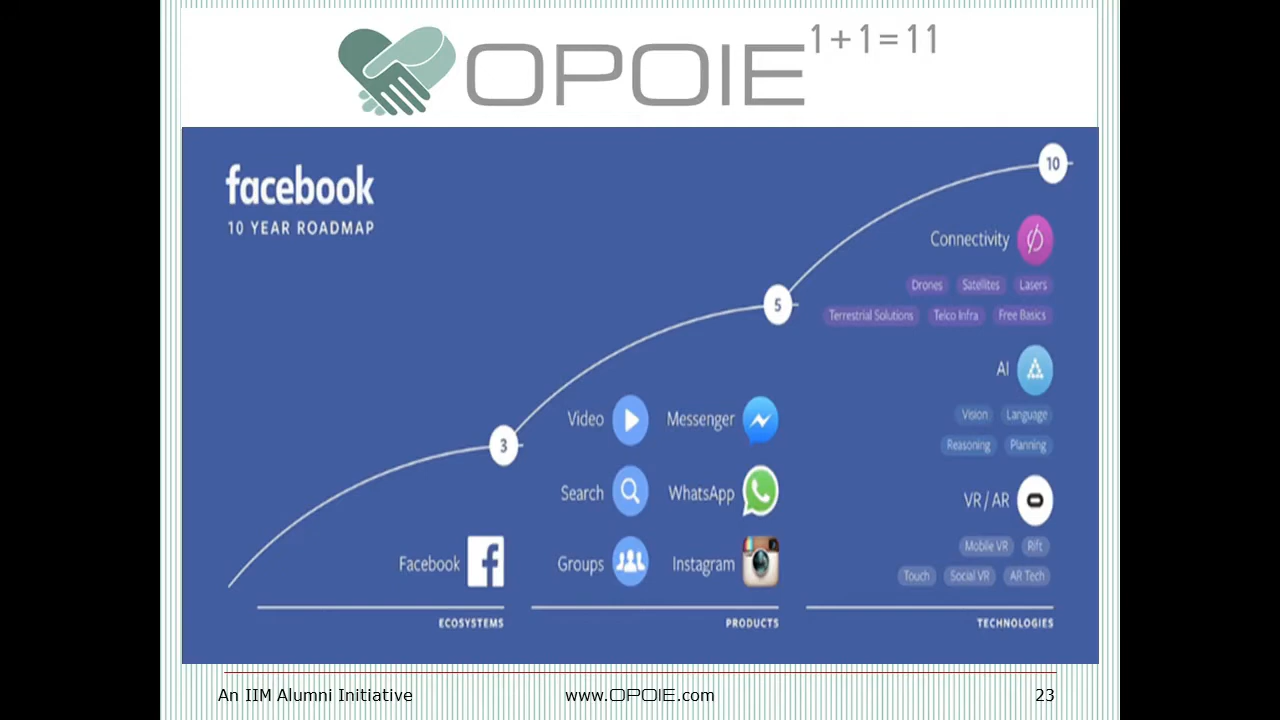 OPOIE 1+1=11
facebook
10 YEAR ROADMAP
3
5
10
Facebook
ECOSYSTEMS
Video
Messenger
Search
WhatsApp
Groups
Instagram
PRODUCTS
Connectivity
Drones Satellites Lasers
Terrestrial Solutions Telco Infra Free Basics
AI
Vision Language
Reasoning Planning
VR / AR
Mobile VR Rift
Touch Social VR AR Tech
TECHNOLOGIES
An IIM Alumni Initiative www.OPOIE.com 23